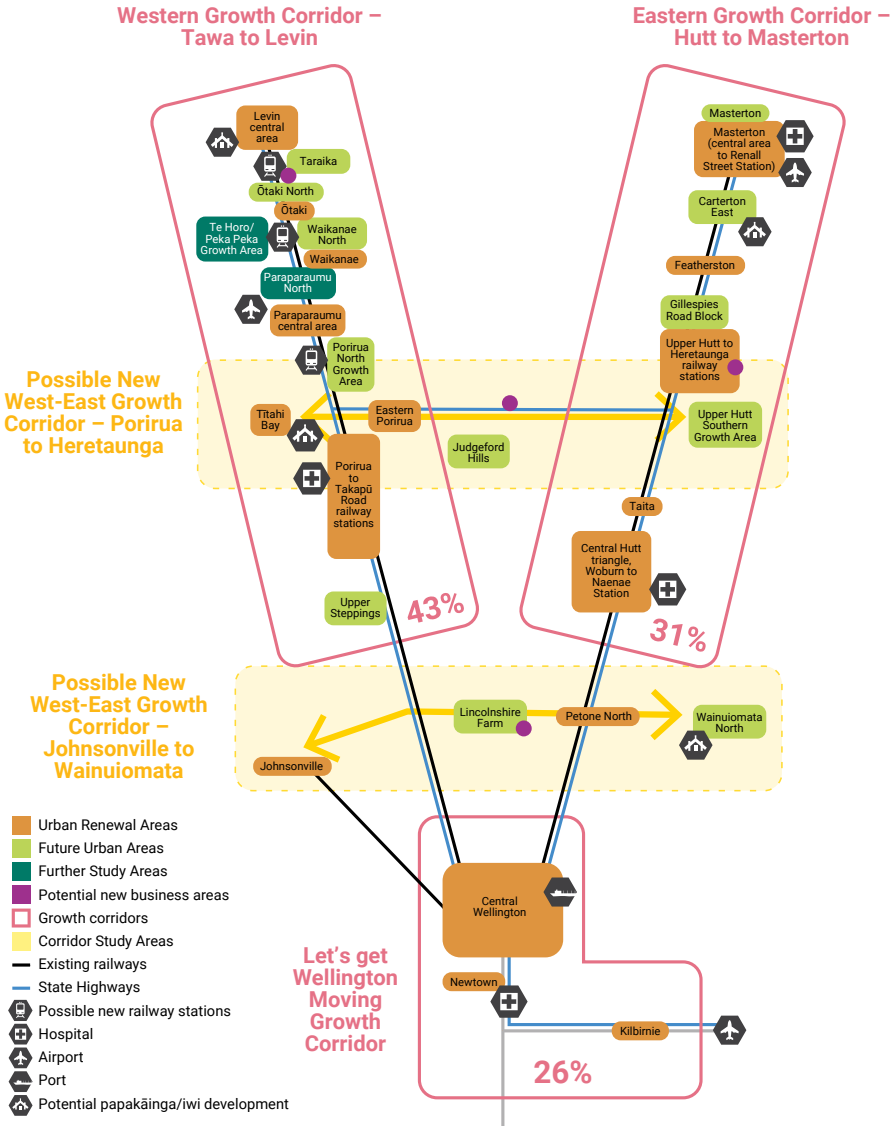 Western Growth Corridor –
Tawa to Levin
Eastern Growth Corridor –
Hutt to Masterton
Levin
central
area
Taraika
Ōtaki North
Ōtaki
Te Horo/
Peka Peka
Growth Area
Waikanae
North
Waikanae
Paraparaumu
North
Paraparaumu
central area
Porirua
North
Growth
Area
Masterton
Masterton
(central area
to Renall
Street Station)
Carterton
East
Featherston
Gillespies
Road Block
Upper Hutt to
Heretaunga
railway
stations
Possible New
West-East Growth
Corridor – Porirua
to Heretaunga
Tītahi
Bay
Eastern
Porirua
Judgeford
Hills
Upper Hutt
Southern
Growth Area
Porirua
to
Takapū
Road
railway
stations
Taita
Central Hutt
triangle,
Woburn to
Naenae
Station
Upper
Steppings
43%
31%
Possible New
West-East Growth
Corridor –
Johnsonville to
Wainuiomata
Lincolnshire
Farm
Petone North
Wainuiomata
North
Johnsonville
Urban Renewal Areas
Future Urban Areas
Further Study Areas
Potential new business areas
Growth corridors
Corridor Study Areas
Existing railways
State Highways
Possible new railway stations
Hospital
Airport
Port
Potential papakāinga/iwi development
Central
Wellington
Let's get
Wellington
Moving
Growth
Corridor
Newtown
Kilbirnie
26%